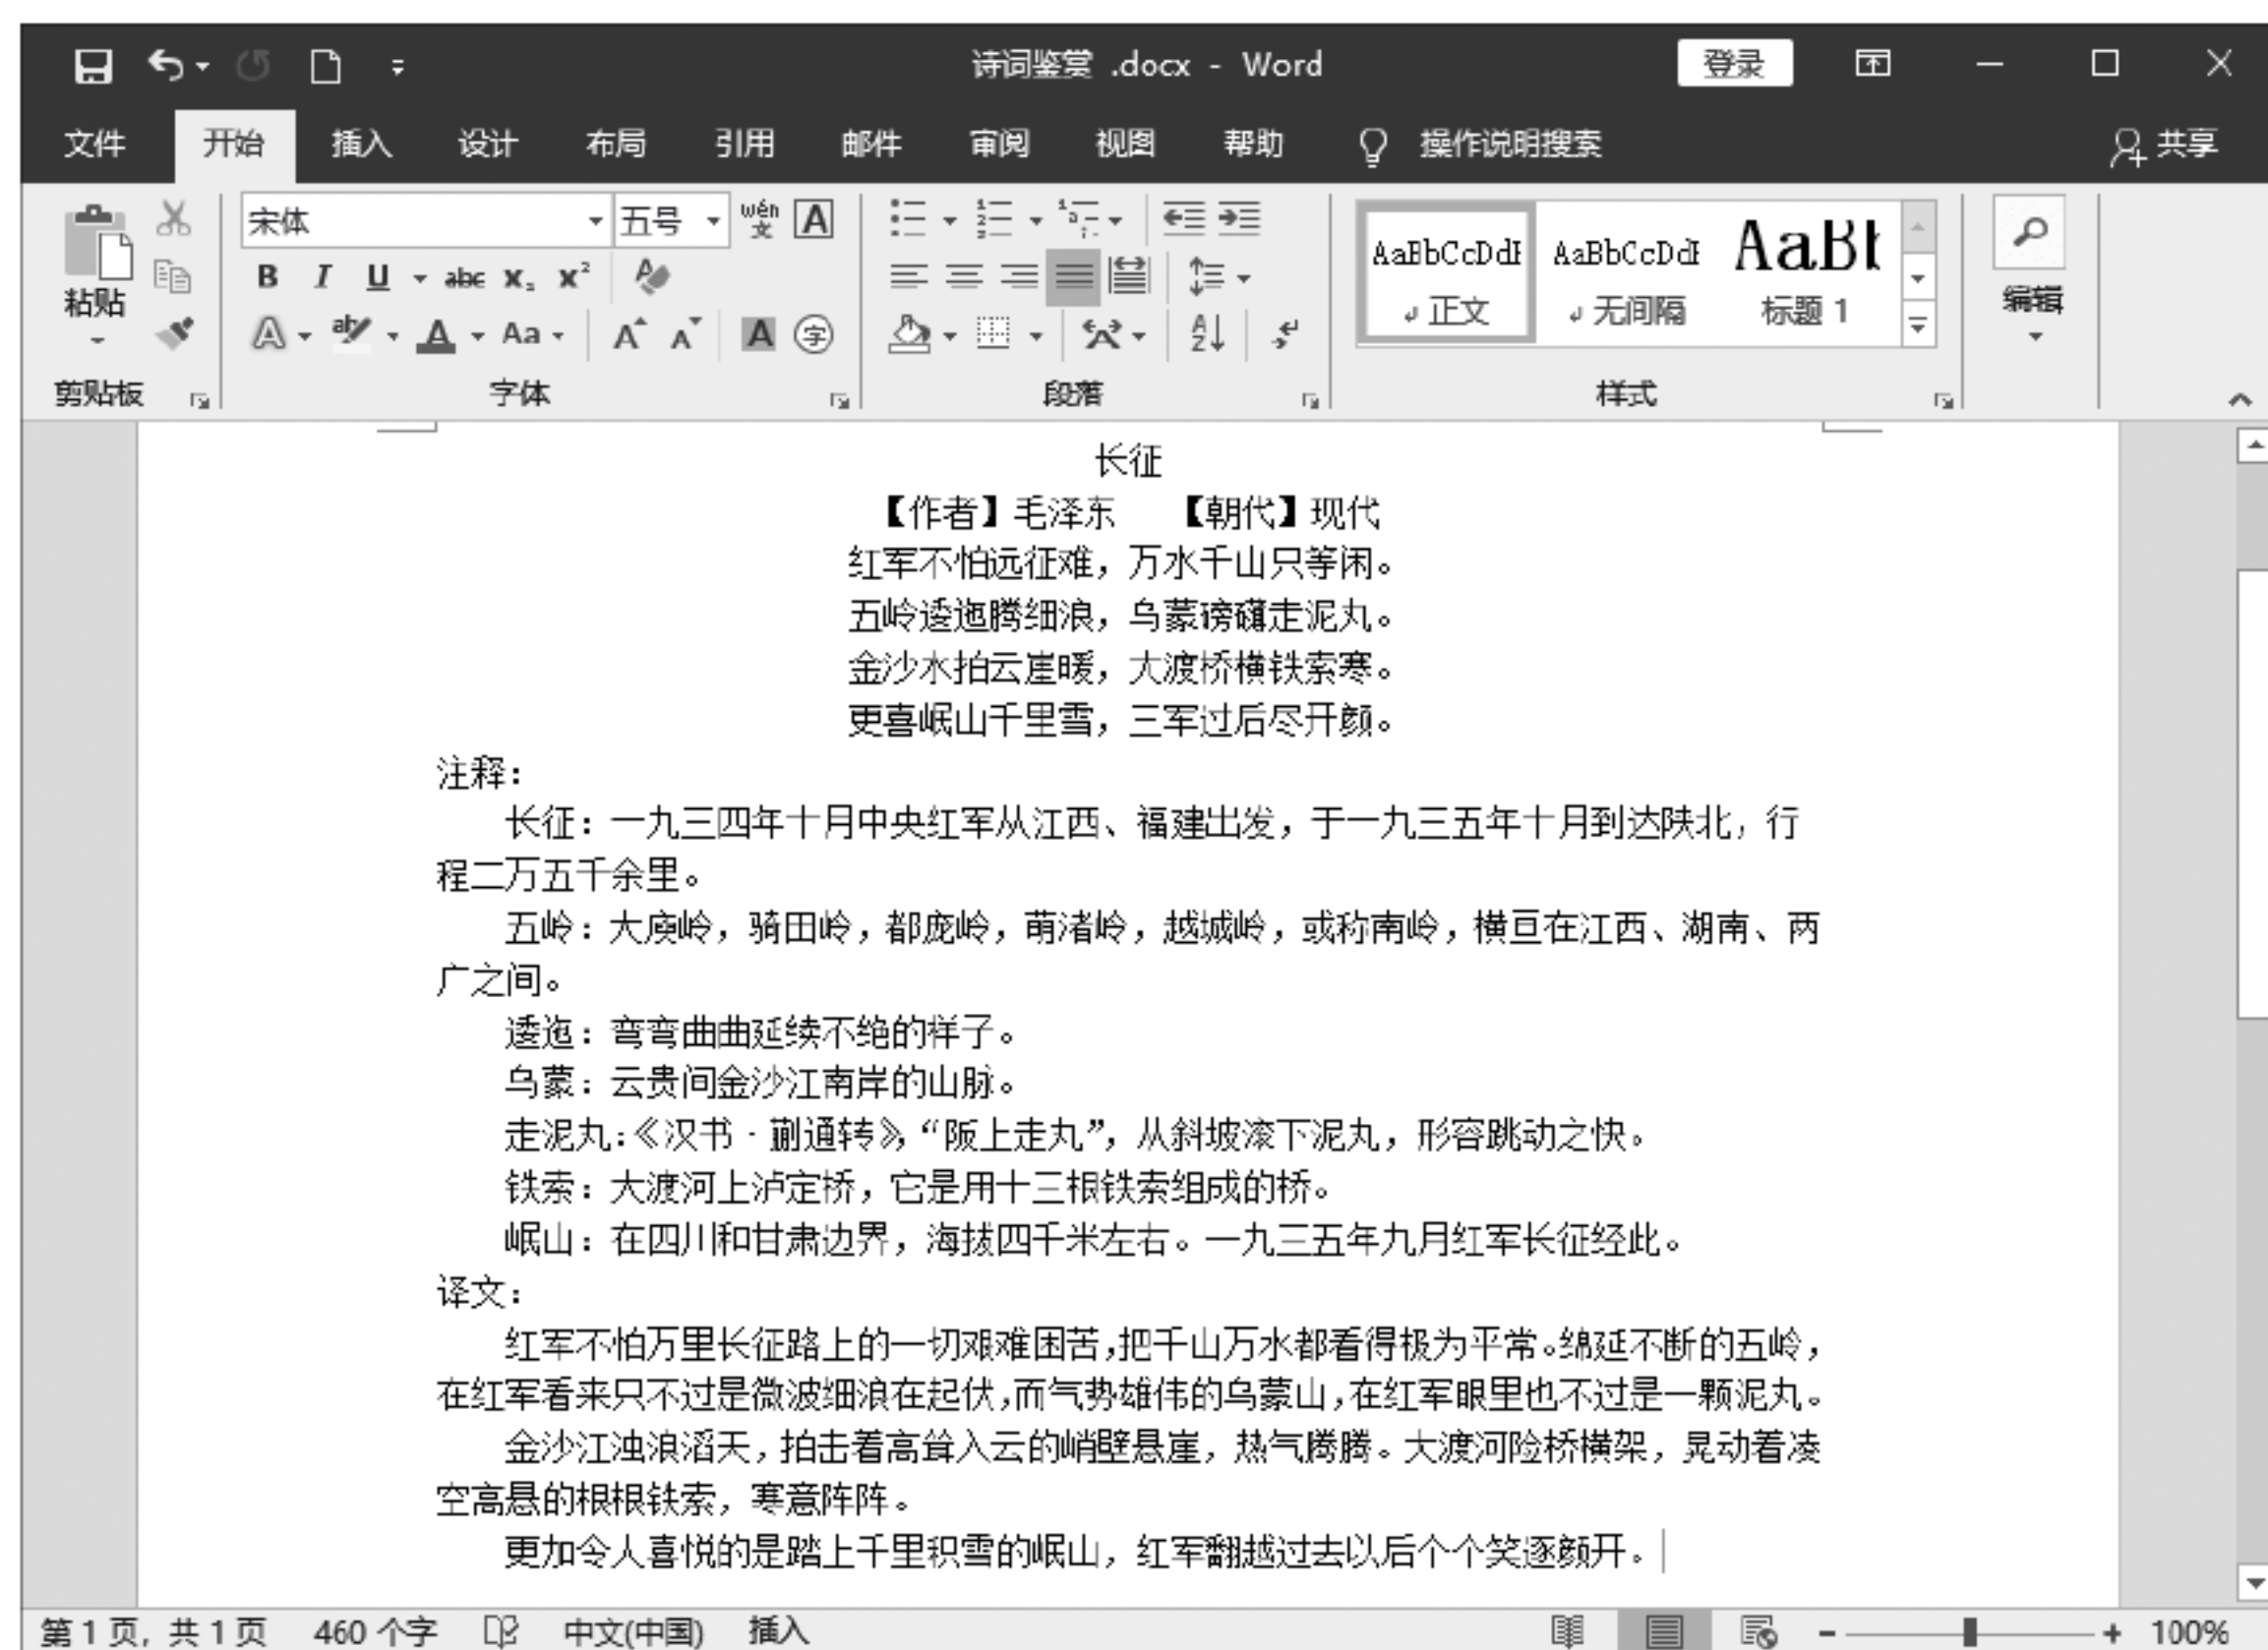 诗词鉴赏 .docx - Word
登录
文件 开始 插入 设计 布局 引用 邮件 审阅 视图 帮助 操作说明搜索 共享
粘贴
宋体 五号 wén 文 A
B I U abc x₂ x²
A aby A Aa A A A 字
AaBbCcDdE AaBbCcDdE AaBb
正文 无间隔 标题 1
编辑
剪贴板 字体 段落 样式
长征
【作者】毛泽东 【朝代】现代
红军不怕远征难，万水千山只等闲。
五岭逶迤腾细浪，乌蒙磅礴走泥丸。
金沙水拍云崖暖，大渡桥横铁索寒。
更喜岷山千里雪，三军过后尽开颜。
注释：
长征：一九三四年十月中央红军从江西、福建出发，于一九三五年十月到达陕北，行
程二万五千余里。
五岭：大庾岭，骑田岭，都庞岭，萌渚岭，越城岭，或称南岭，横亘在江西、湖南、两
广之间。
逶迤：弯弯曲曲延续不绝的样子。
乌蒙：云贵间金沙江南岸的山脉。
走泥丸：《汉书·蒯通转》，“阪上走丸”，从斜坡滚下泥丸，形容跳动之快。
铁索：大渡河上泸定桥，它是用十三根铁索组成的桥。
岷山：在四川和甘肃边界，海拔四千米左右。一九三五年九月红军长征经此。
译文：
红军不怕万里长征路上的一切艰难困苦，把千山万水都看得极为平常。绵延不断的五岭，
在红军看来只不过是微波细浪在起伏，而气势雄伟的乌蒙山，在红军眼里也不过是一颗泥丸。
金沙江浊浪滔天，拍击着高耸入云的峭壁悬崖，热气腾腾。大渡河险桥横架，晃动着凌
空高悬的根根铁索，寒意阵阵。
更加令人喜悦的是踏上千里积雪的岷山，红军翻越过去以后个个笑逐颜开。
第 1 页，共 1 页 460 个字 中文(中国) 插入 100%